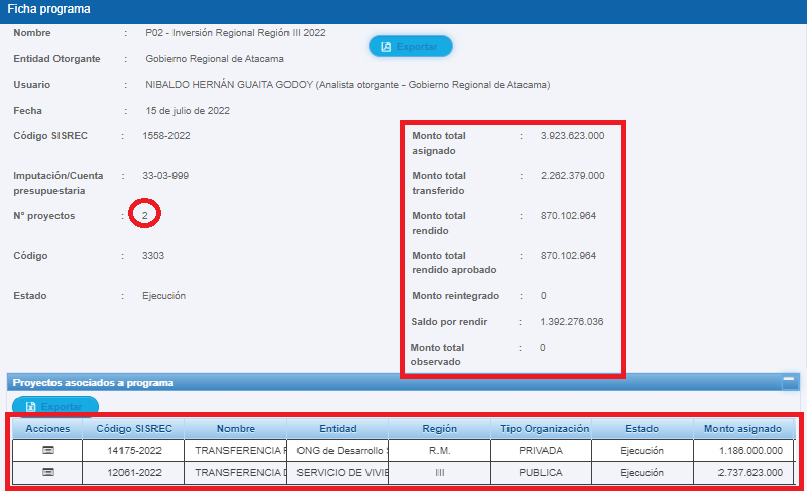 Ficha programa
Nombre : P02 - Inversión Regional Región III 2022
Exportar
Entidad Otorgante : Gobierno Regional de Atacama
Usuario : NIBALDO HERNÁN GUAITA GODOY (Analista otorgante - Gobierno Regional de Atacama)
Fecha : 15 de julio de 2022
Código SISREC : 1558-2022
Imputación/Cuenta presupuestaria : 33-03-999
N° proyectos : 2
Código : 3303
Estado : Ejecución
Monto total asignado : 3.923.623.000
Monto total transferido : 2.262.379.000
Monto total rendido : 870.102.964
Monto total rendido aprobado : 870.102.964
Monto reintegrado : 0
Saldo por rendir : 1.392.276.036
Monto total observado : 0
Proyectos asociados a programa
Exportar
Acciones Código SISREC Nombre Entidad Región Tipo Organización Estado Monto asignado
14175-2022 TRANSFERENCIA ONG de Desarrollo R.M. PRIVADA Ejecución 1.186.000.000
12061-2022 TRANSFERENCIA SERVICIO DE VIVIE III PUBLICA Ejecución 2.737.623.000